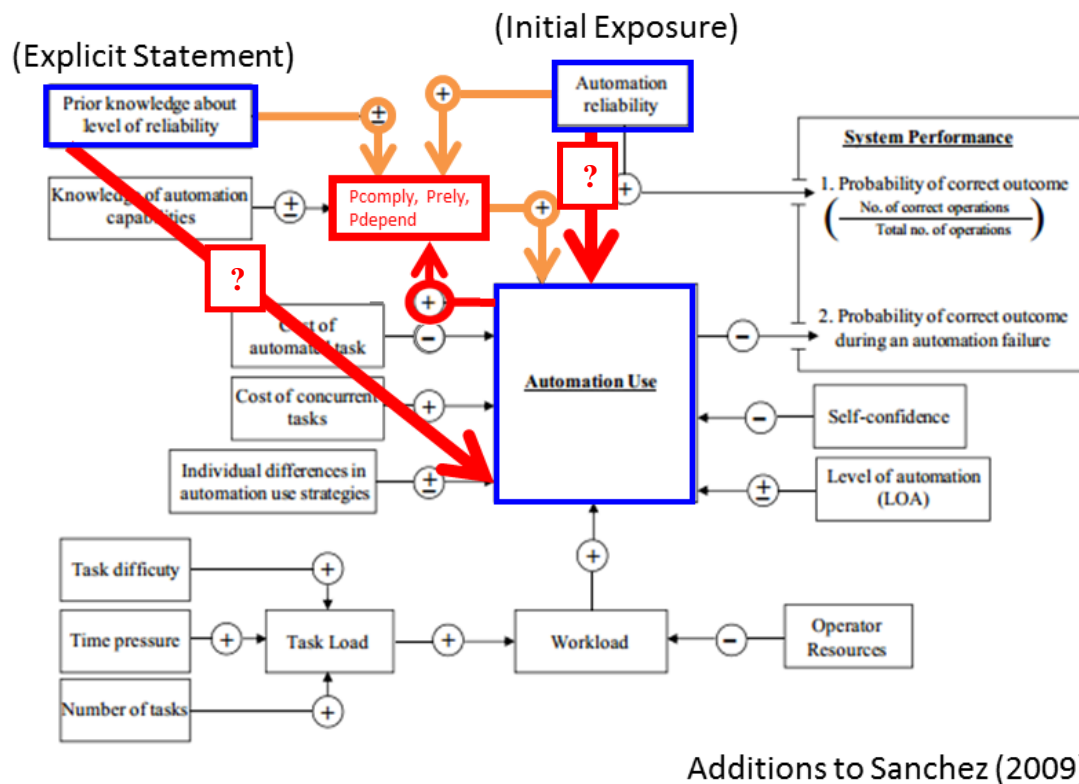 (Explicit Statement)
(Initial Exposure)
Prior knowledge about
level of reliability
±
+
Automation
reliability
?
Knowledge of automation
capabilities
±
Pcomply, Prely,
Pdepend
+
+
System Performance
1. Probability of correct outcome
( No. of correct operations
Total no. of operations )
?
+
Cost of
automated task
−
−
2. Probability of correct outcome
during an automation failure
Automation Use
Cost of concurrent
tasks
+
−
Self-confidence
Individual differences in
automation use strategies
±
±
Level of automation
(LOA)
Task difficuty
+
+
Time pressure
+
Task Load
+
Workload
−
Operator
Resources
Number of tasks
+
Additions to Sanchez (2009